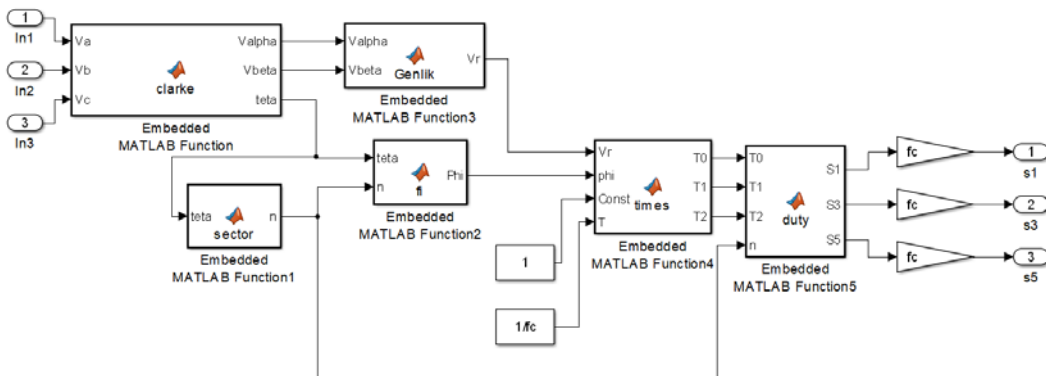 1
In1
2
In2
3
In3
Va
Vb
Vc
clarke
Valpha
Vbeta
teta
Embedded
MATLAB Function
Valpha
Vbeta
Genlik
Vr
Embedded
MATLAB Function3
teta
n
fi
Phi
Embedded
MATLAB Function2
teta
sector
n
Embedded
MATLAB Function1
1
1/fc
Vr
phi
Const
T
times
T0
T1
T2
Embedded
MATLAB Function4
T0
T1
T2
n
duty
S1
S3
S5
Embedded
MATLAB Function5
fc
fc
fc
1
s1
2
s3
3
s5